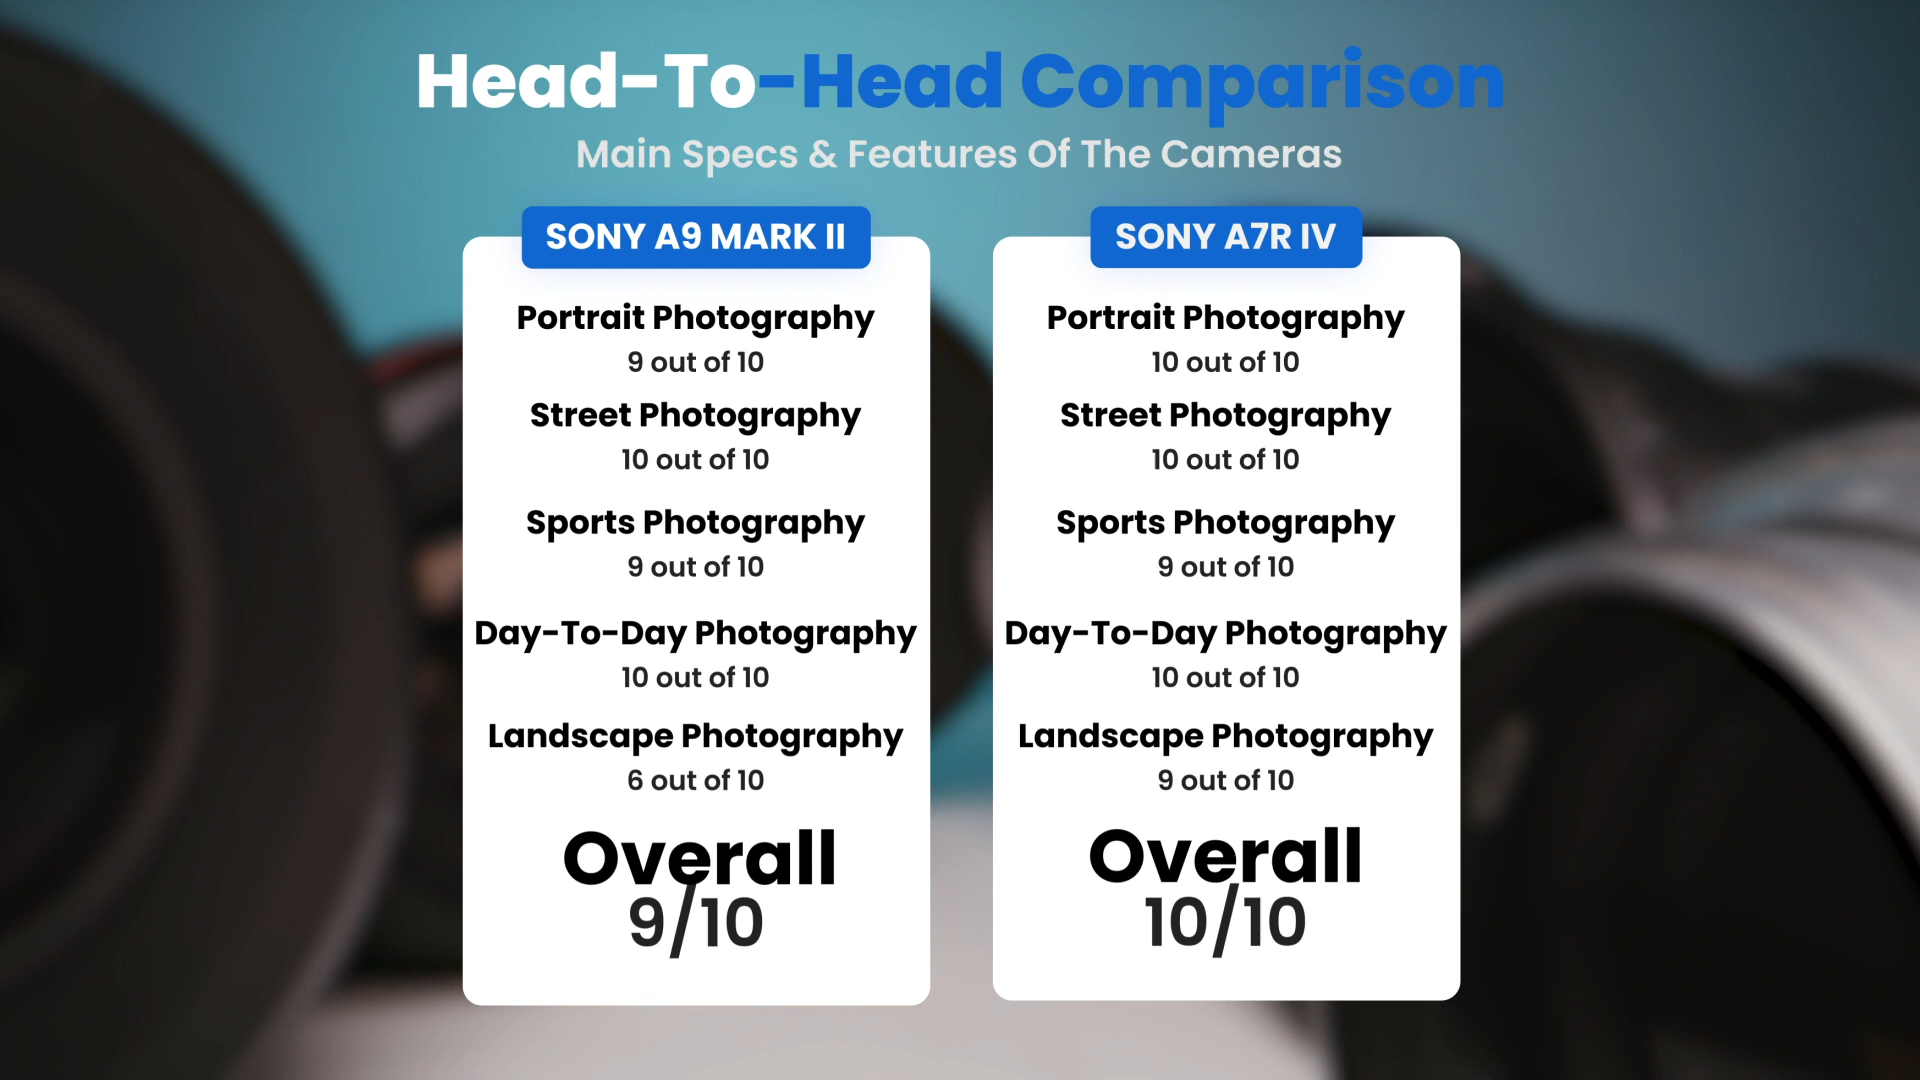 Head-To-Head Comparison
Main Specs & Features Of The Cameras
SONY A9 MARK II
Portrait Photography
9 out of 10
Street Photography
10 out of 10
Sports Photography
9 out of 10
Day-To-Day Photography
10 out of 10
Landscape Photography
6 out of 10
Overall
9/10
SONY A7R IV
Portrait Photography
10 out of 10
Street Photography
10 out of 10
Sports Photography
9 out of 10
Day-To-Day Photography
10 out of 10
Landscape Photography
9 out of 10
Overall
10/10